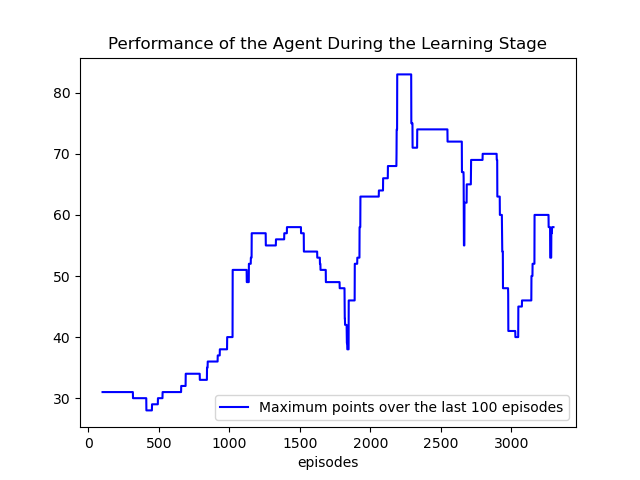 Performance of the Agent During the Learning Stage
80
70
60
50
40
30
Maximum points over the last 100 episodes
0 500 1000 1500 2000 2500 3000
episodes